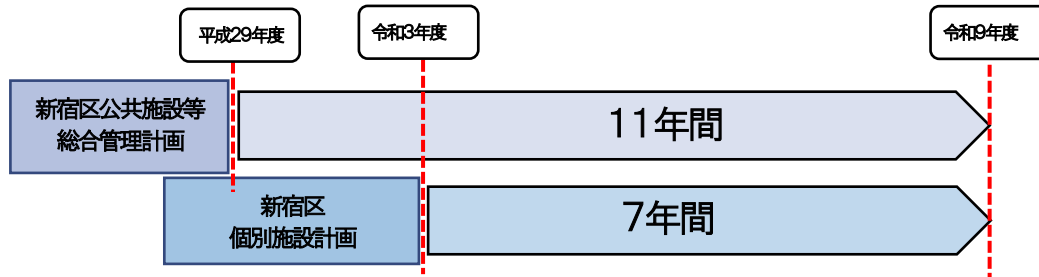 平成29年度
令和3年度
令和9年度
新宿区公共施設等
総合管理計画
11年間
新宿区
個別施設計画
7年間